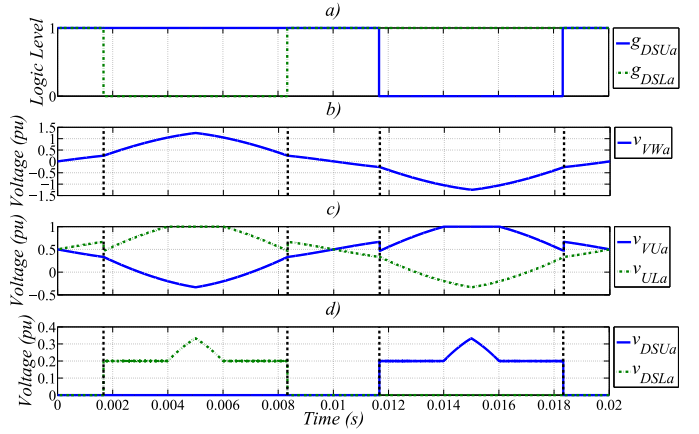 a)
Logic Level
1
0
g_DSUa
g_DSLa
b)
Voltage (pu)
1.5
1
0.5
0
−0.5
−1
−1.5
v_VWa
c)
Voltage (pu)
1
0.5
0
−0.5
v_VUa
v_ULa
d)
Voltage (pu)
0.4
0.3
0.2
0.1
0
v_DSUa
v_DSLa
0 0.002 0.004 0.006 0.008 0.01 0.012 0.014 0.016 0.018 0.02
Time (s)